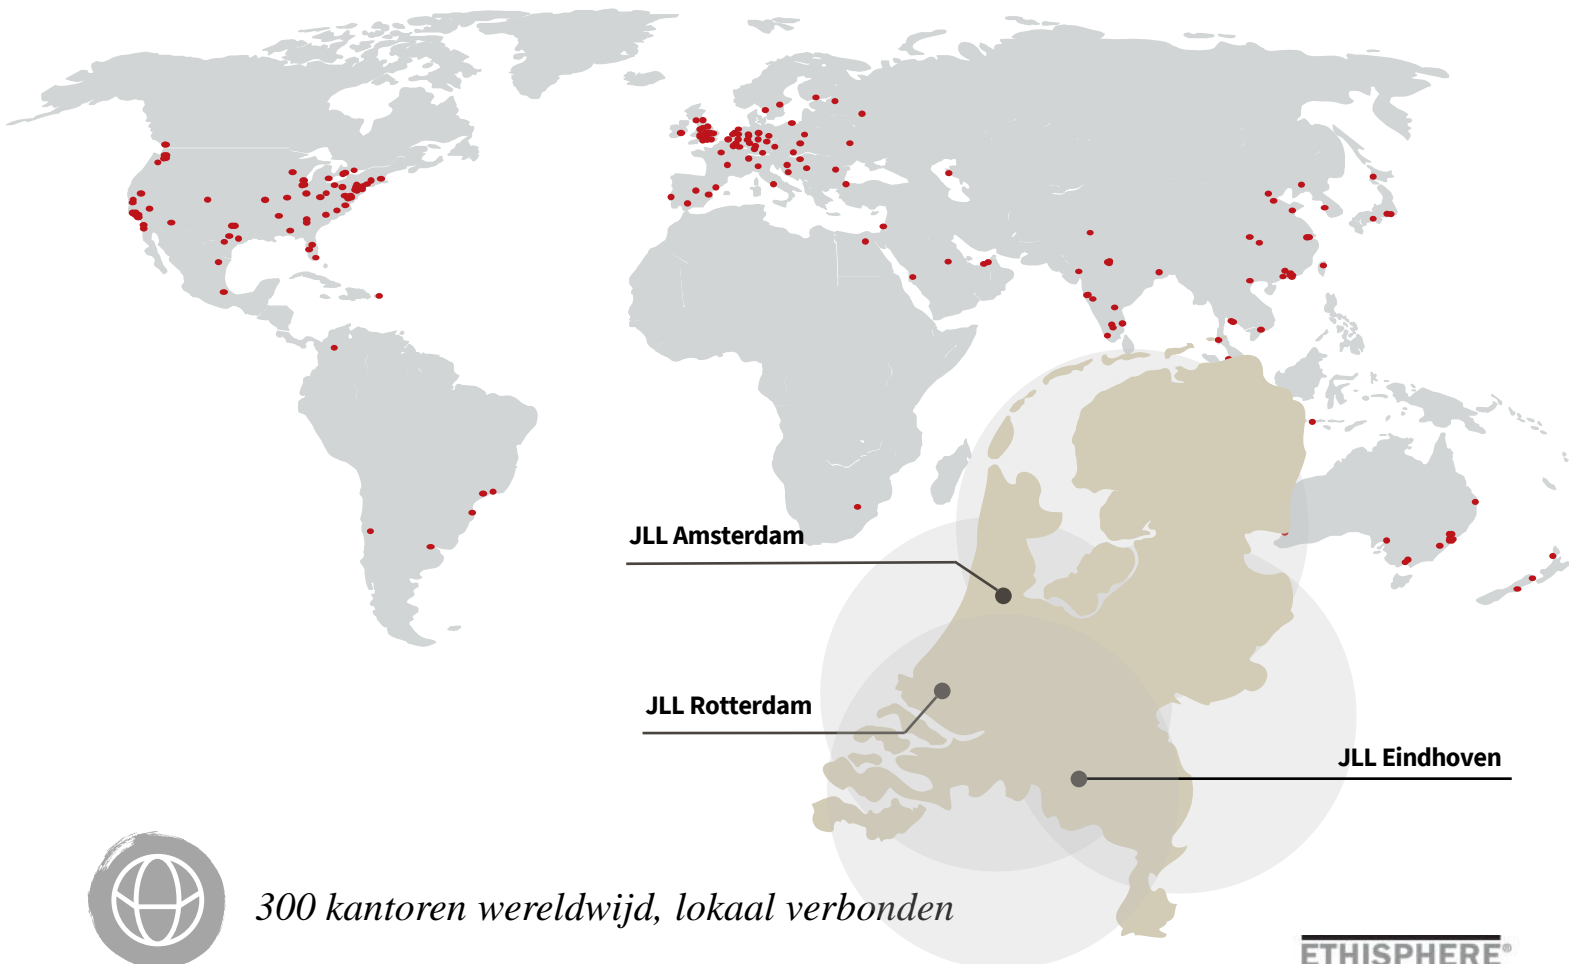 JLL Amsterdam
JLL Rotterdam
JLL Eindhoven
300 kantoren wereldwijd, lokaal verbonden
ETHISPHERE®